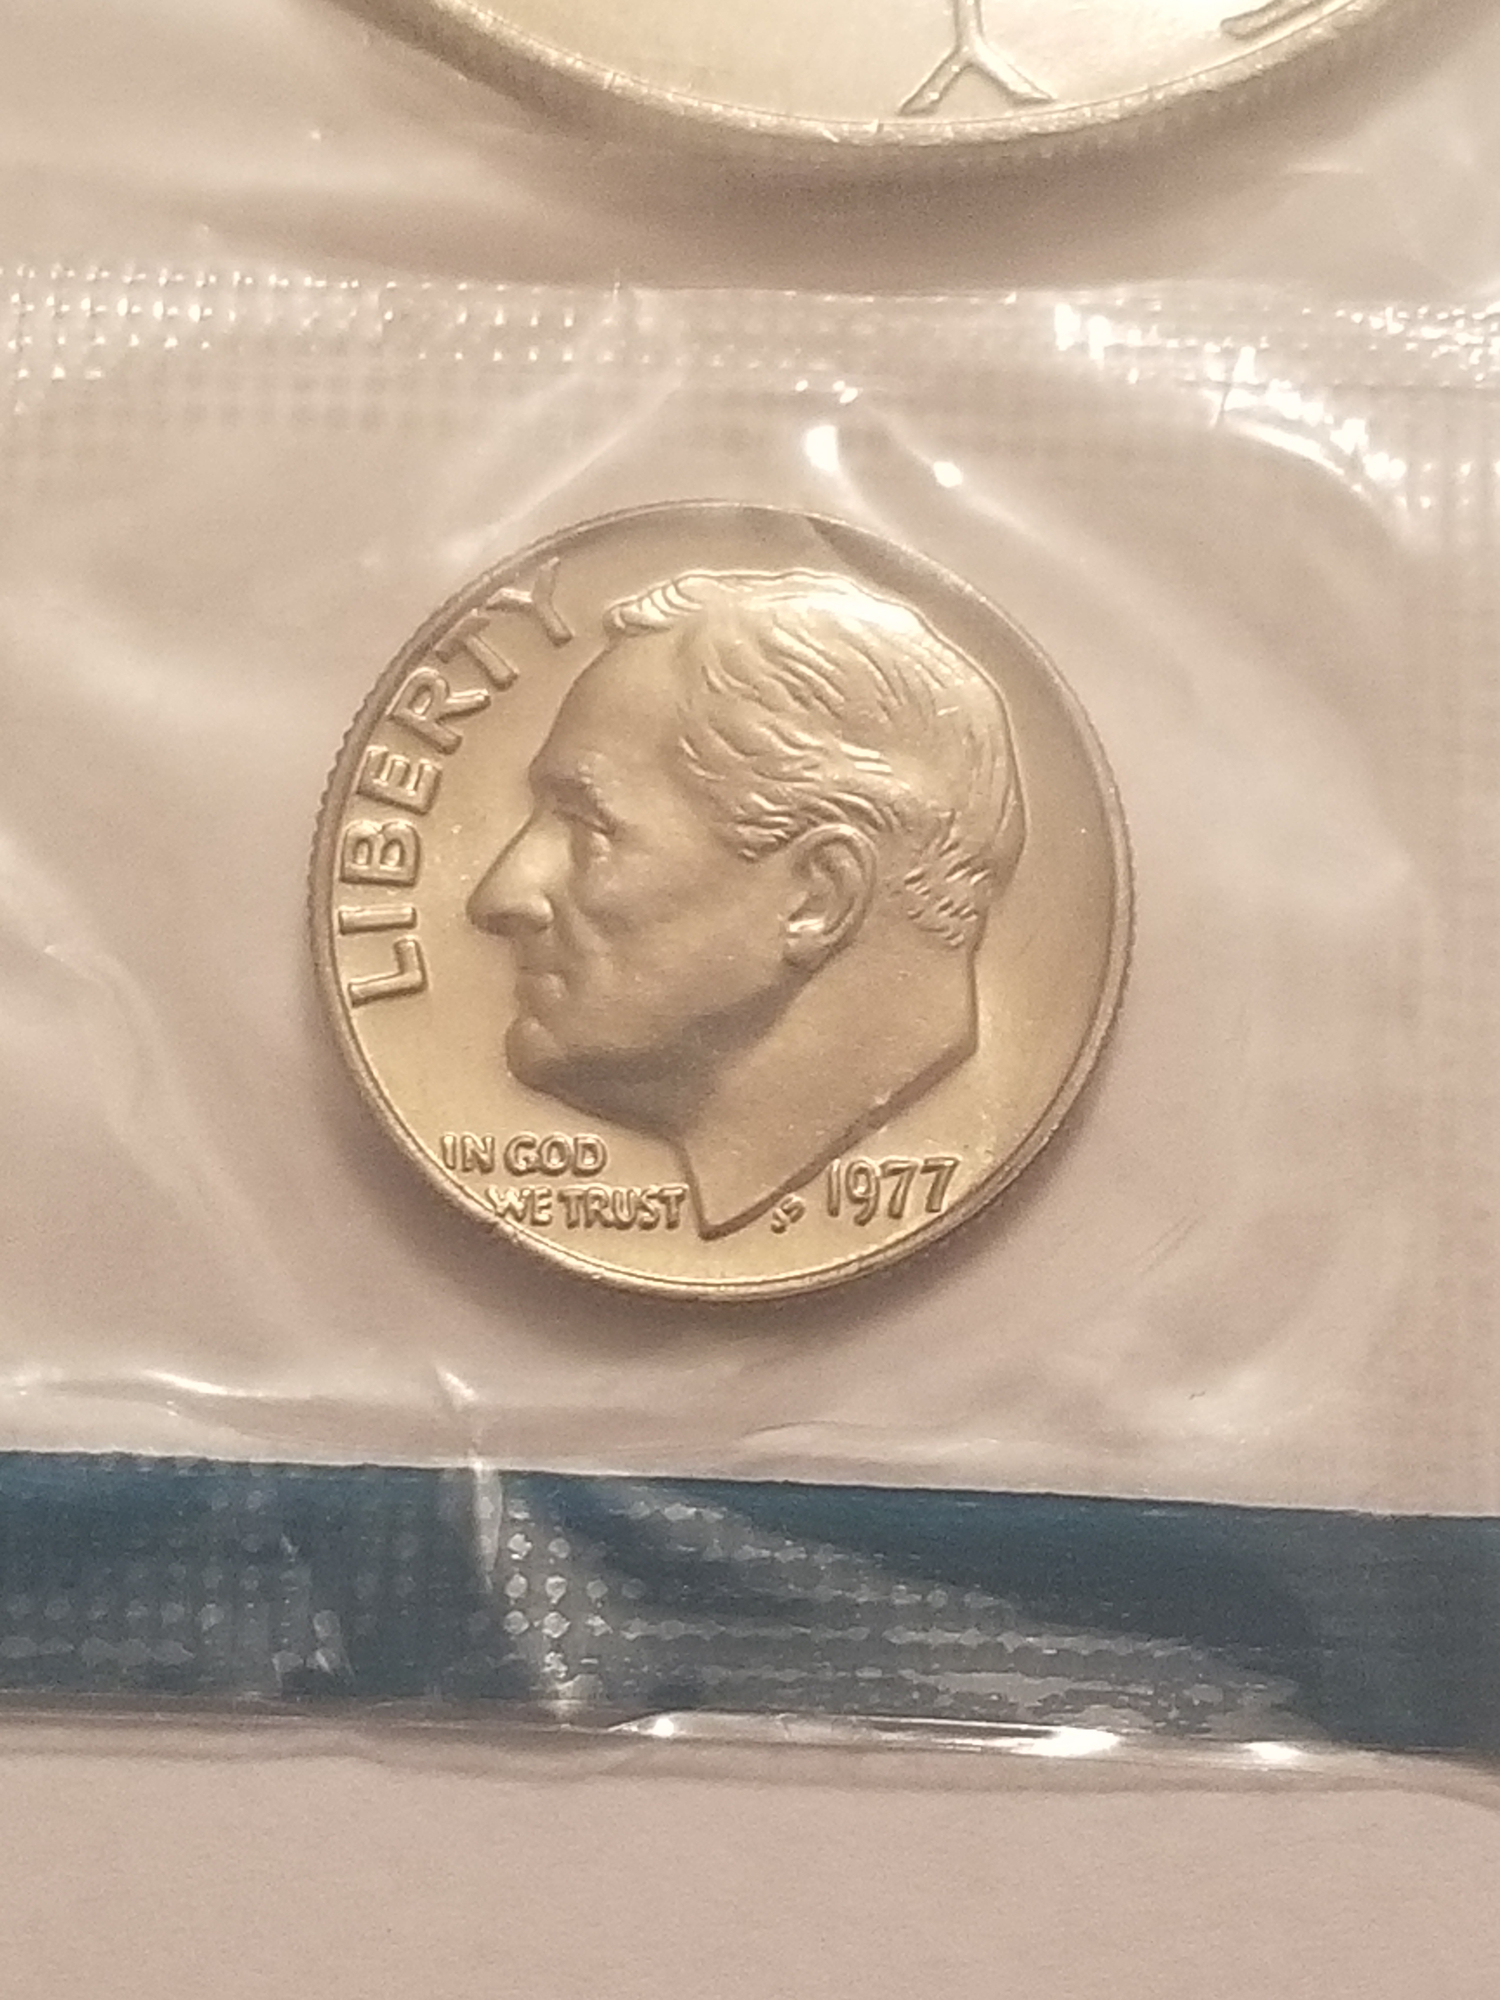 LIBERTY
IN GOD
WE TRUST
JS 1977